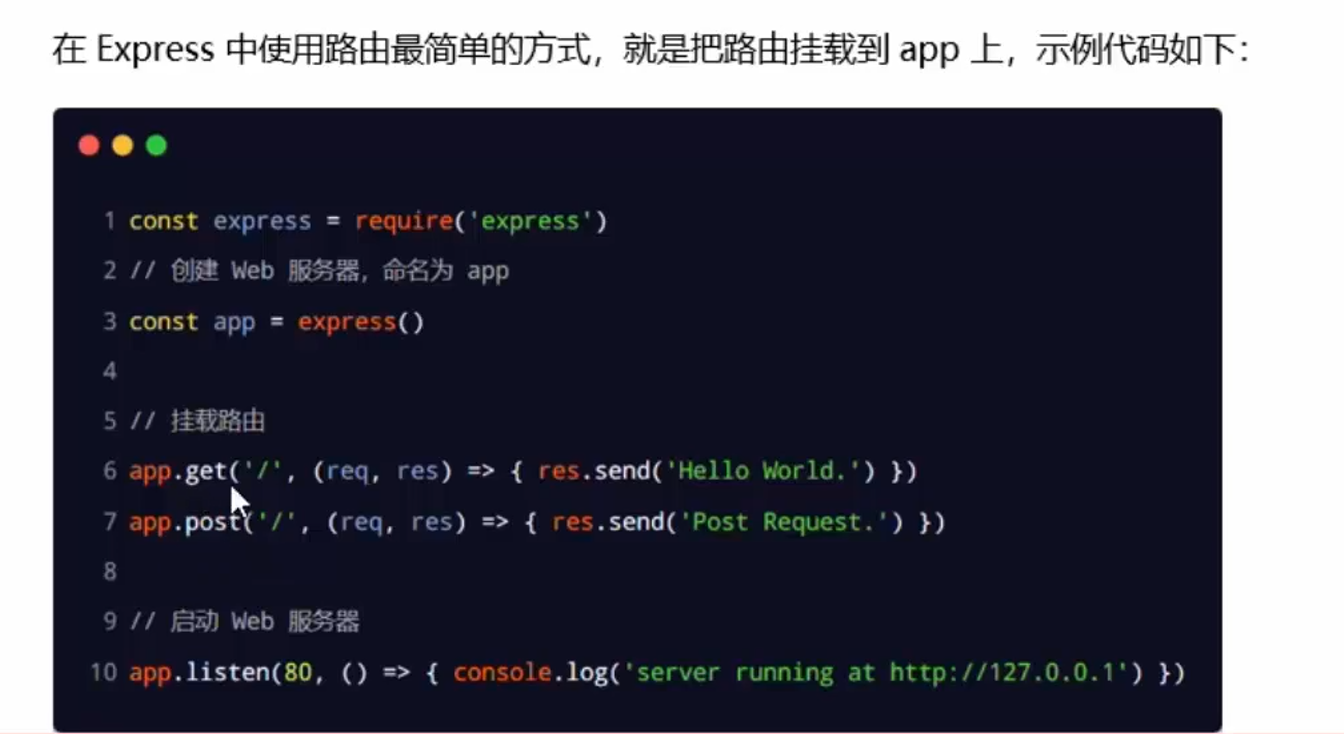 在 Express 中使用路由最简单的方式，就是把路由挂载到 app 上，示例代码如下：
1 const express = require('express')
2 // 创建 Web 服务器，命名为 app
3 const app = express()
4
5 // 挂载路由
6 app.get('/', (req, res) => { res.send('Hello World.') })
7 app.post('/', (req, res) => { res.send('Post Request.') })
8
9 // 启动 Web 服务器
10 app.listen(80, () => { console.log('server running at http://127.0.0.1') })